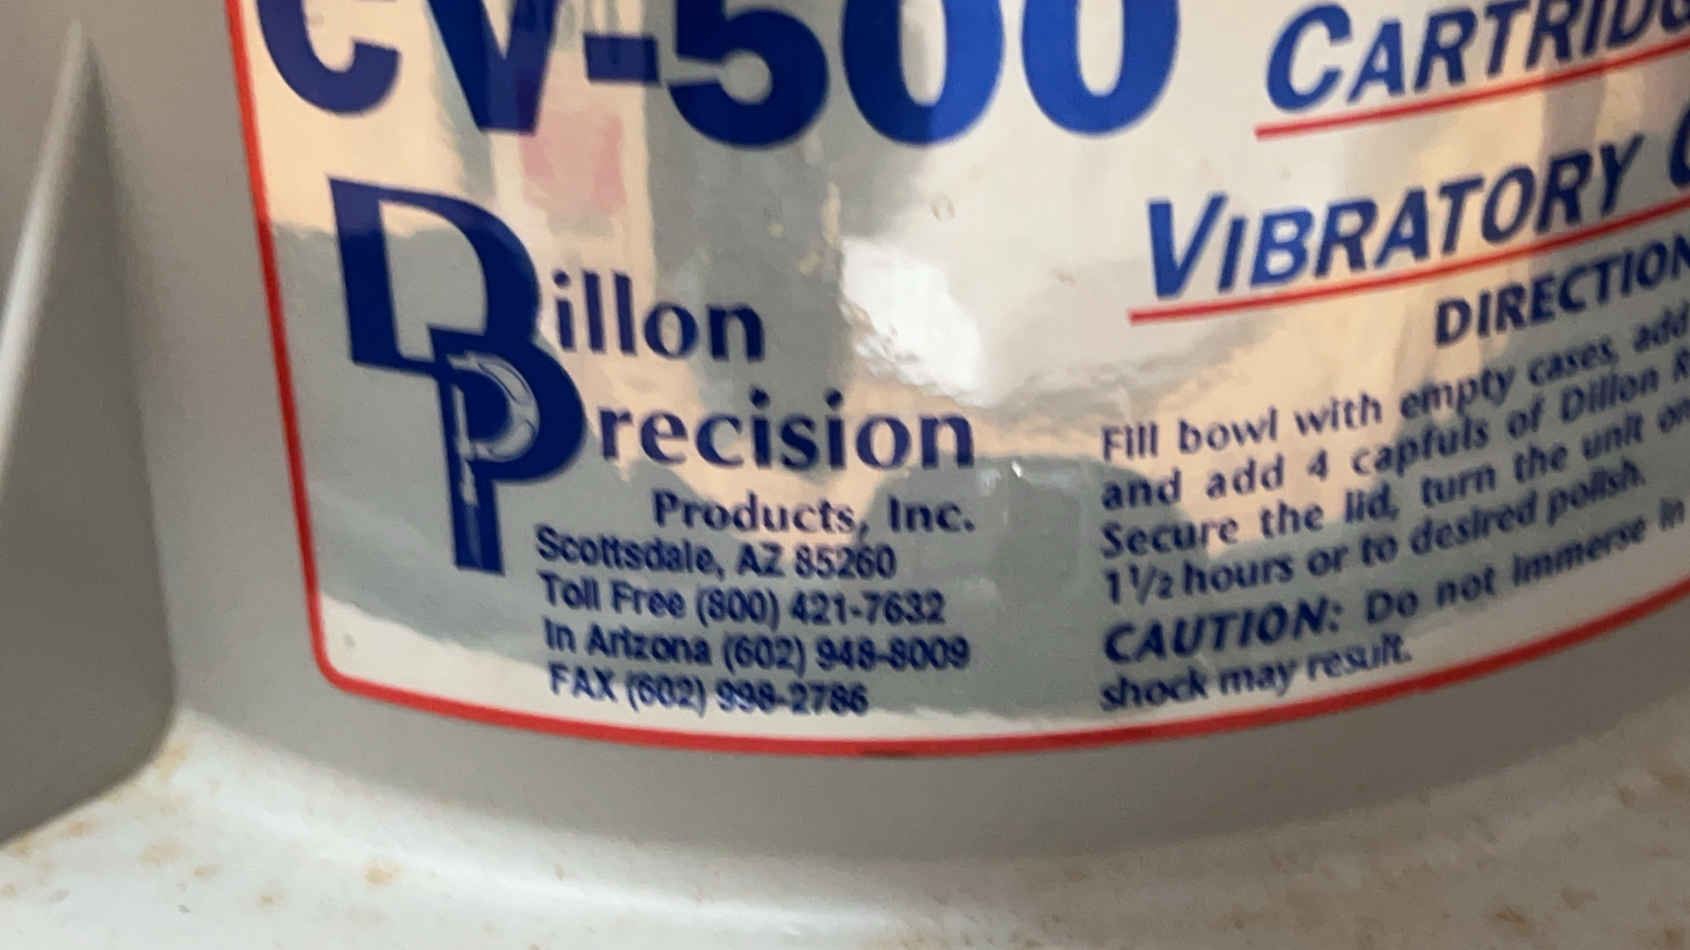 CV-500
CARTRIDG
VIBRATORY
Dillon
Precision
Products, Inc.
Scottsdale, AZ 85260
Toll Free (800) 421-7632
In Arizona (602) 948-8009
FAX (602) 998-2786
DIRECTION
Fill bowl with empty cases, add
and add 4 capfuls of Dillon R
Secure the lid, turn the unit on
1½ hours or to desired polish.
CAUTION: Do not immerse in
shock may result.